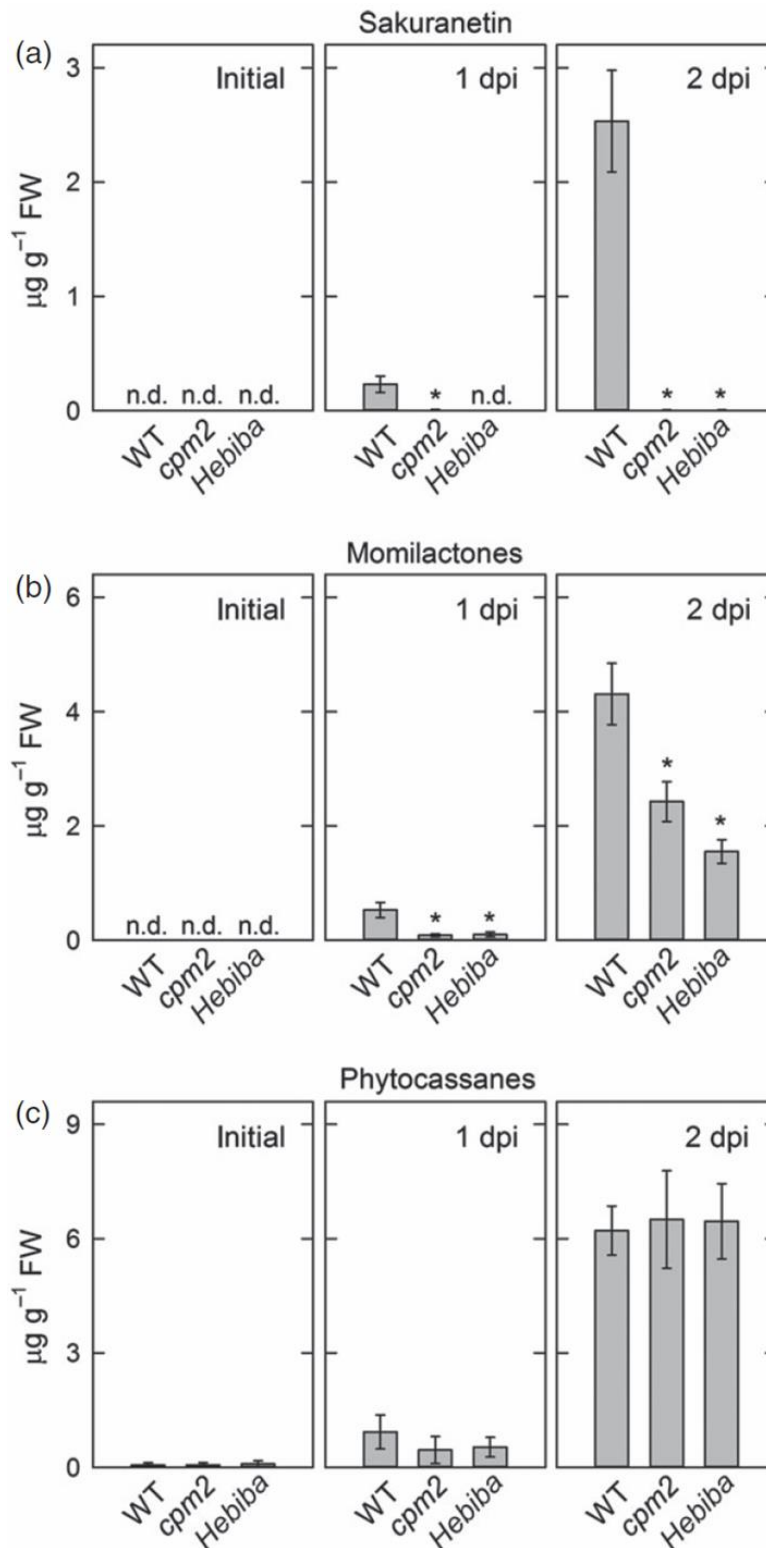 Sakuranetin
(a)
Initial
1 dpi
2 dpi
3
2
1
0
µg g⁻¹ FW
n.d. n.d. n.d.
* n.d.
* *
WT cpm2 Hebiba
WT cpm2 Hebiba
WT cpm2 Hebiba
Momilactones
(b)
Initial
1 dpi
2 dpi
6
4
2
0
µg g⁻¹ FW
n.d. n.d. n.d.
* *
* *
WT cpm2 Hebiba
WT cpm2 Hebiba
WT cpm2 Hebiba
Phytocassanes
(c)
Initial
1 dpi
2 dpi
9
6
3
0
µg g⁻¹ FW
WT cpm2 Hebiba
WT cpm2 Hebiba
WT cpm2 Hebiba